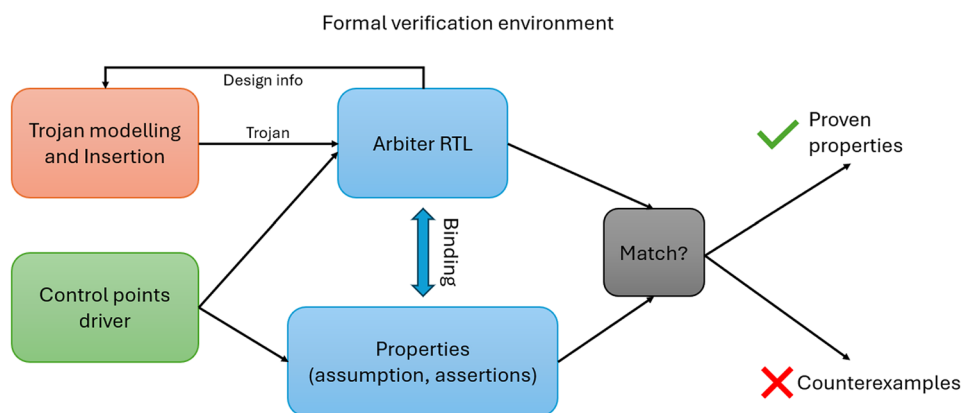 Formal verification environment
Design info
Trojan modelling
and Insertion
Trojan
Arbiter RTL
Proven
properties
Binding
Match?
Control points
driver
Properties
(assumption, assertions)
Counterexamples